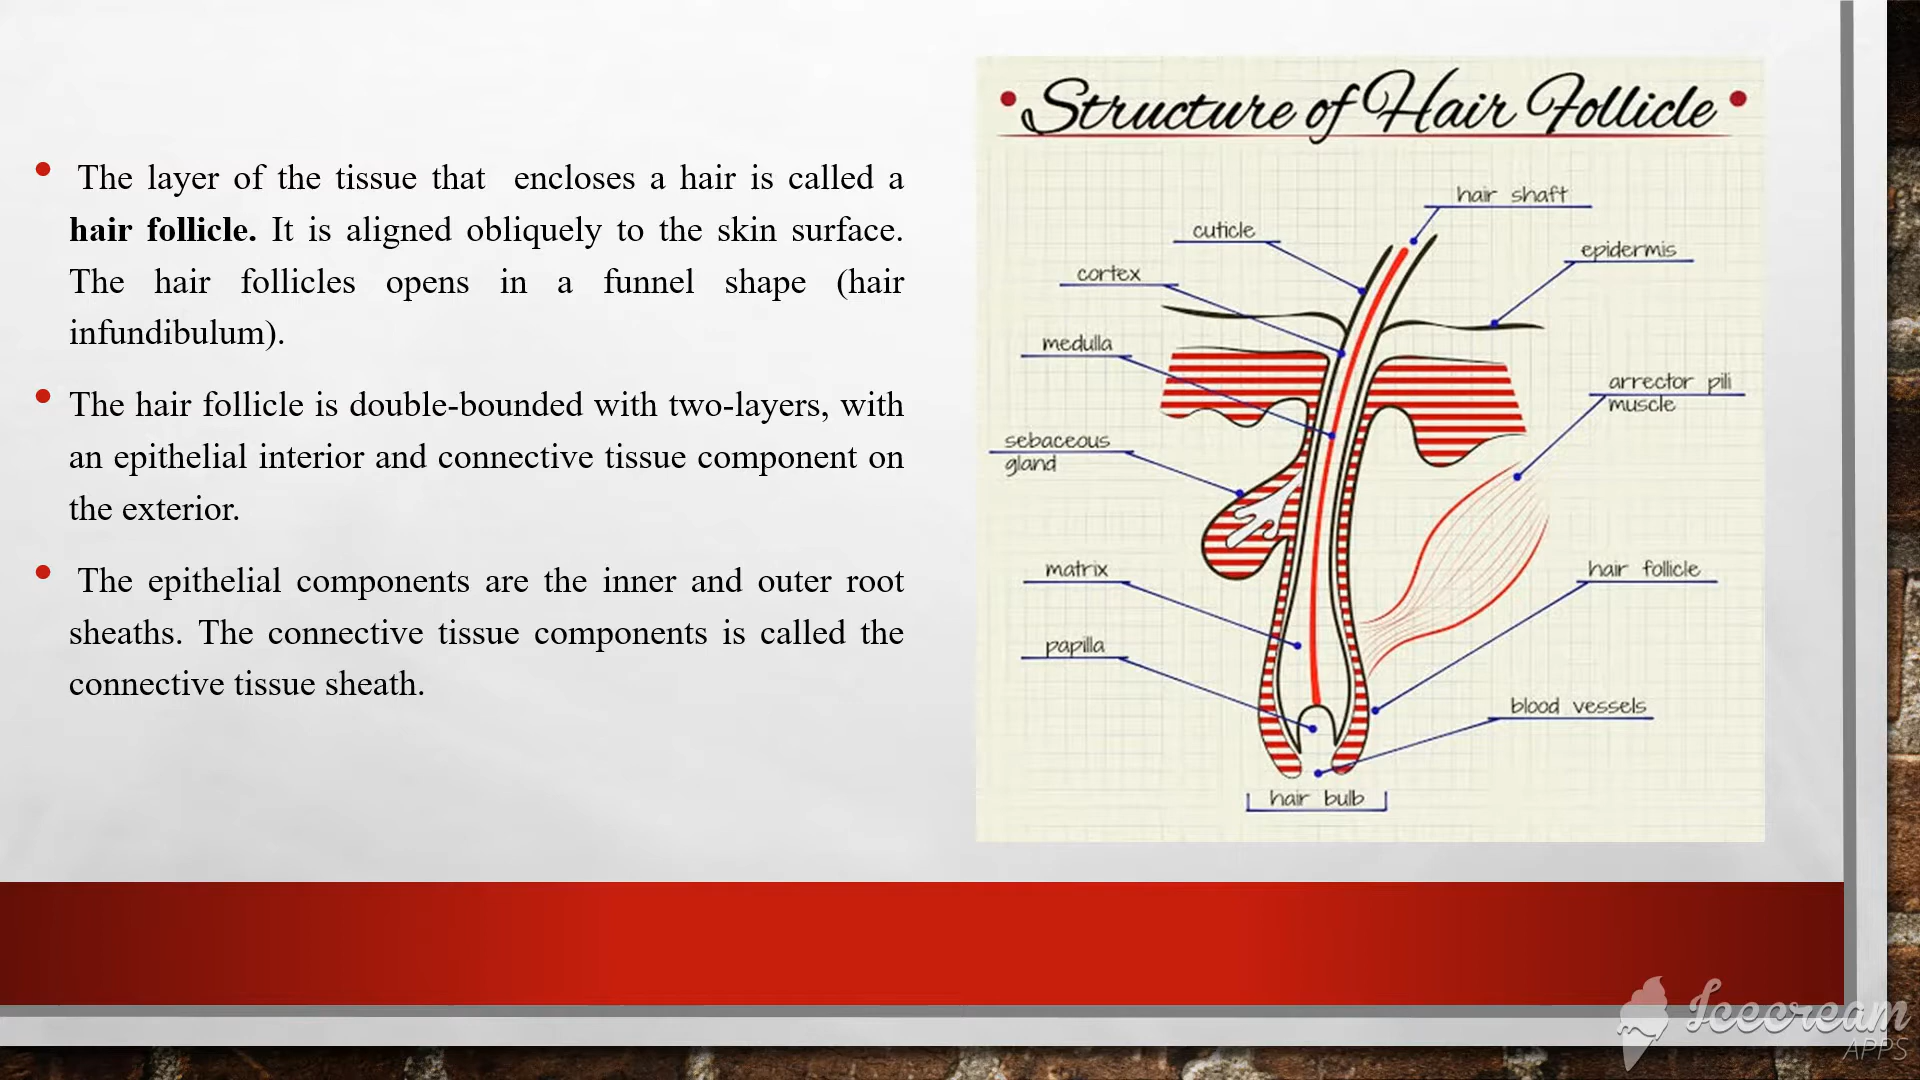 Structure of Hair Follicle
The layer of the tissue that encloses a hair is called a
hair follicle. It is aligned obliquely to the skin surface.
The hair follicles opens in a funnel shape (hair
infundibulum).
The hair follicle is double-bounded with two-layers, with
an epithelial interior and connective tissue component on
the exterior.
The epithelial components are the inner and outer root
sheaths. The connective tissue components is called the
connective tissue sheath.
hair shaft
cuticle
epidermis
cortex
medulla
arrector pili
muscle
sebaceous
gland
matrix
hair follicle
papilla
blood vessels
hair bulb
Icecream
APPS